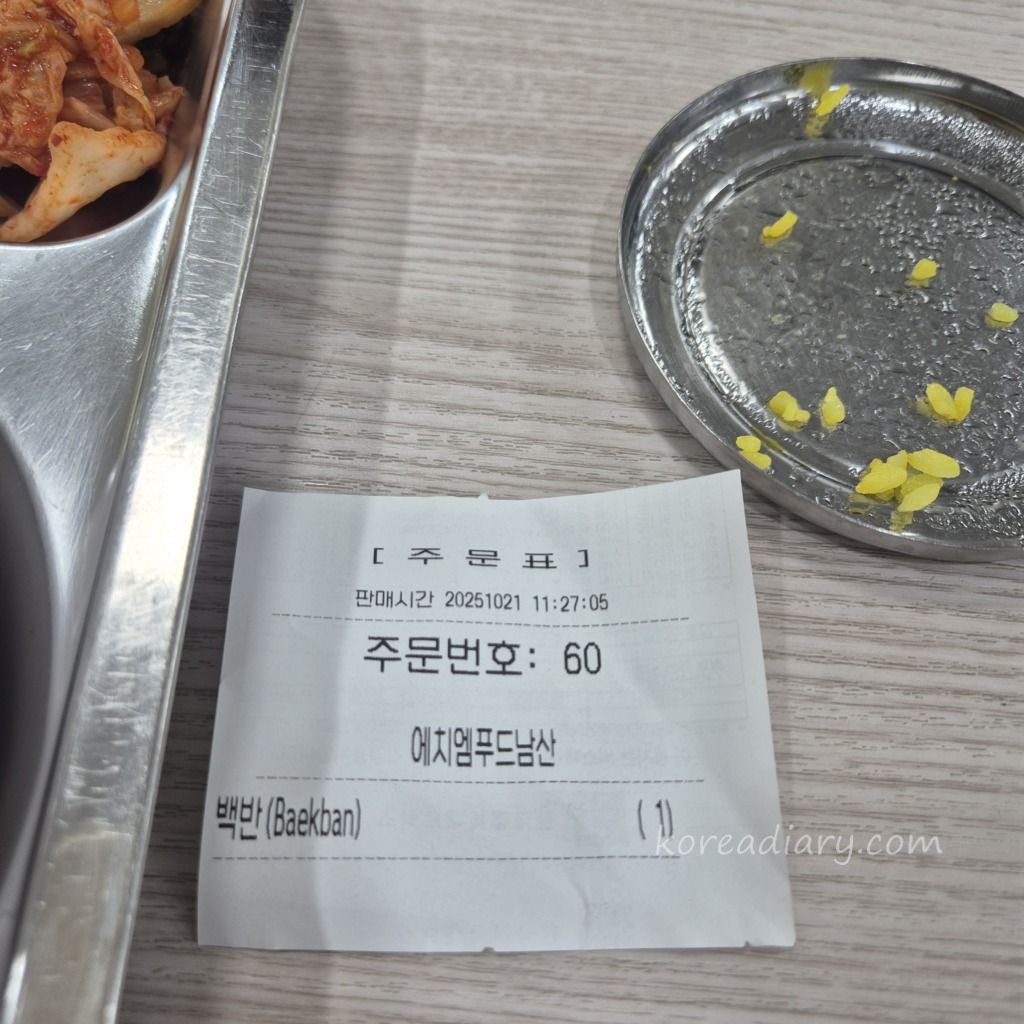 [ 주 문 표 ]
판매시간 20251021 11:27:05
주문번호: 60
에치엠푸드남산
백반(Baekban) ( 1)
koreadiary.com